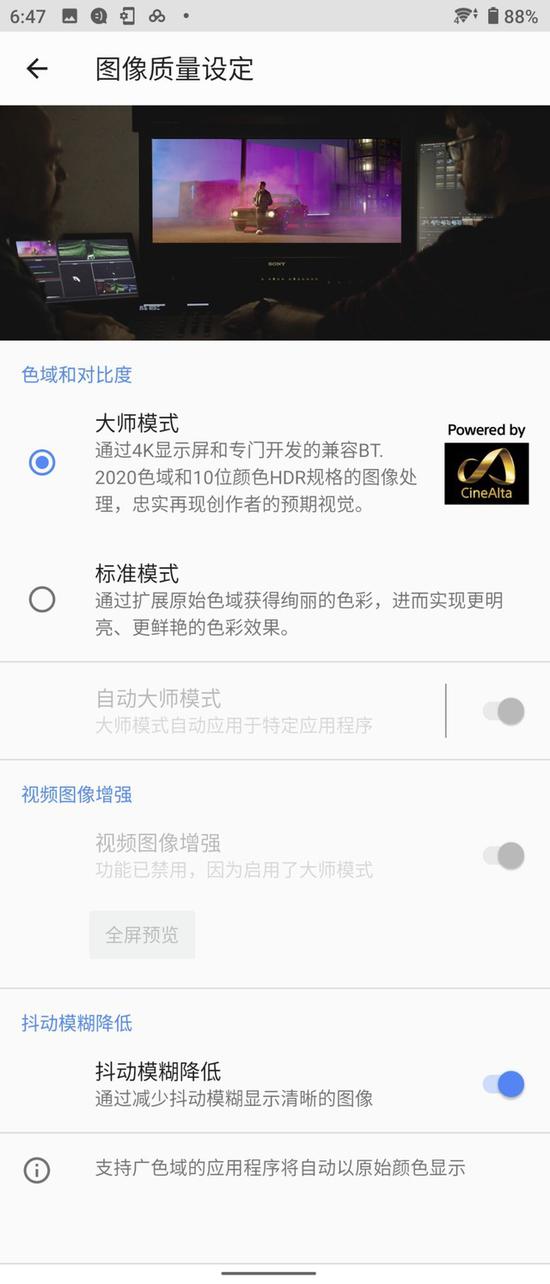 6:47
88%
图像质量设定
SONY
色域和对比度
大师模式
通过4K显示屏和专门开发的兼容BT.
2020色域和10位颜色HDR规格的图像处
理，忠实再现创作者的预期视觉。
Powered by
CineAlta
标准模式
通过扩展原始色域获得绚丽的色彩，进而实现更明
亮、更鲜艳的色彩效果。
自动大师模式
大师模式自动应用于特定应用程序
视频图像增强
视频图像增强
功能已禁用，因为启用了大师模式
全屏预览
抖动模糊降低
抖动模糊降低
通过减少抖动模糊显示清晰的图像
支持广色域的应用程序将自动以原始颜色显示